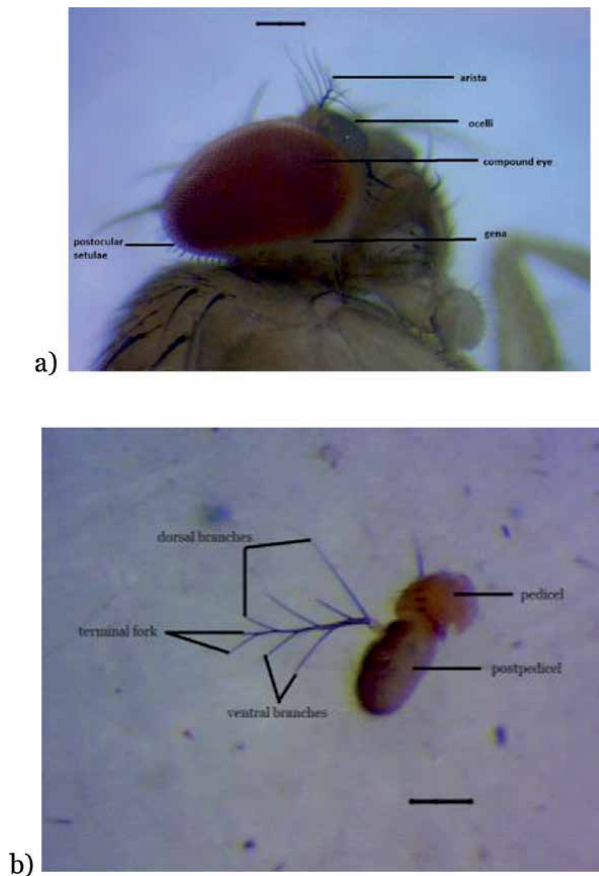 arista
ocelli
compound eye
gena
postocular
setulae
a)
dorsal branches
pedicel
terminal fork
postpedicel
ventral branches
b)